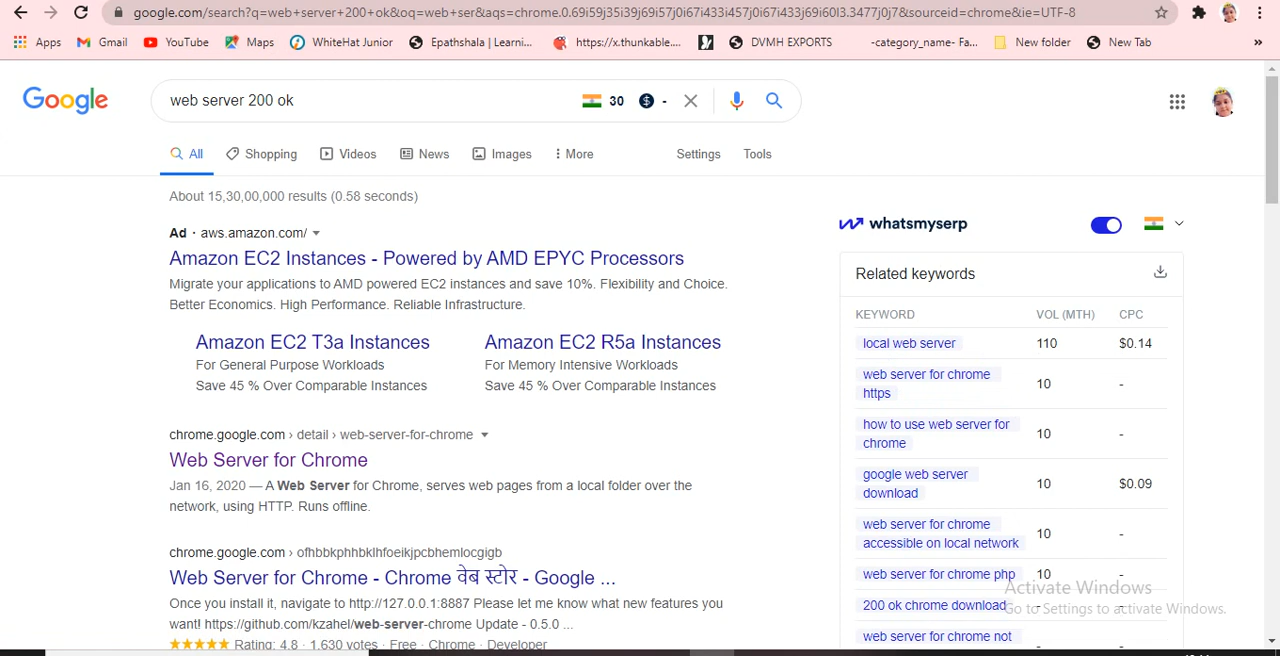 google.com/search?q=web+server+200+ok&oq=web+ser&aqs=chrome.0.69i59j35i39j69i57j0i67i433i457j0i67i433j69i60l3.3477j0j7&sourceid=chrome&ie=UTF-8
Apps Gmail YouTube Maps WhiteHat Junior Epathshala | Learni... https://x.thunkable.... DVMH EXPORTS -category_name- Fa... New folder New Tab »
Google web server 200 ok 30 $ -
All Shopping Videos News Images More Settings Tools
About 15,30,00,000 results (0.58 seconds)
Ad · aws.amazon.com/
Amazon EC2 Instances - Powered by AMD EPYC Processors
Migrate your applications to AMD powered EC2 instances and save 10%. Flexibility and Choice.
Better Economics. High Performance. Reliable Infrastructure.
Amazon EC2 T3a Instances
For General Purpose Workloads
Save 45 % Over Comparable Instances
Amazon EC2 R5a Instances
For Memory Intensive Workloads
Save 45 % Over Comparable Instances
chrome.google.com › detail › web-server-for-chrome
Web Server for Chrome
Jan 16, 2020 — A Web Server for Chrome, serves web pages from a local folder over the
network, using HTTP. Runs offline.
chrome.google.com › ofhbbkphhbklhfoeikjpcbhemlocgigb
Web Server for Chrome - Chrome वेब स्टोर - Google ...
Once you install it, navigate to http://127.0.0.1:8887 Please let me know what new features you
want! https://github.com/kzahel/web-server-chrome Update - 0.5.0 ...
Rating: 4.8 · 1,630 votes · Free · Chrome · Developer
whatsmyserp
Related keywords
KEYWORD VOL (MTH) CPC
local web server 110 $0.14
web server for chrome
https 10 -
how to use web server for
chrome 10 -
google web server
download 10 $0.09
web server for chrome
accessible on local network 10 -
web server for chrome php 10 -
200 ok chrome download - -
web server for chrome not
Activate Windows
Go to Settings to activate Windows.